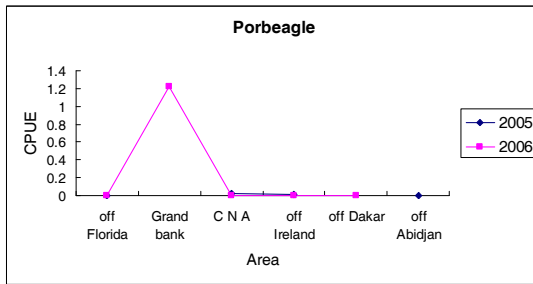 Porbeagle
1.4
1.2
1
0.8
0.6
0.4
0.2
0
CPUE
off Florida
Grand bank
C N A
off Ireland
off Dakar
off Abidjan
Area
2005
2006